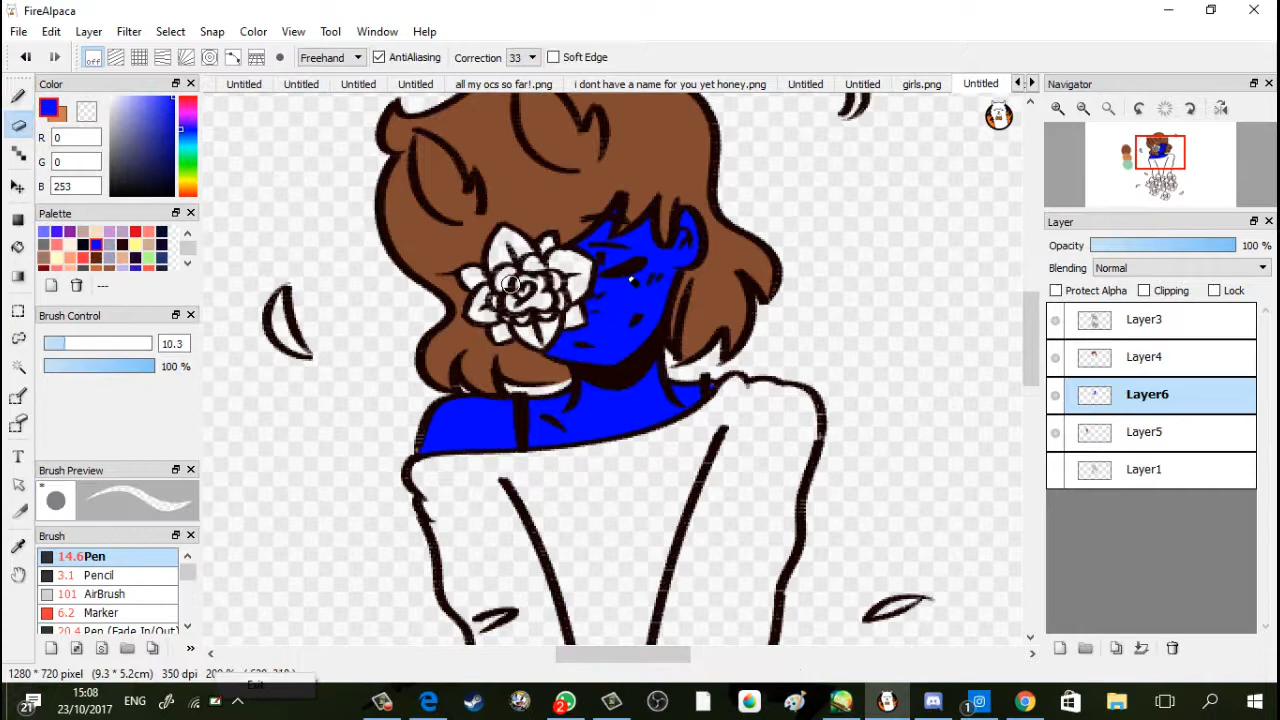 FireAlpaca
File Edit Layer Filter Select Snap Color View Tool Window Help
off Freehand AntiAliasing Correction 33 Soft Edge
Color
Untitled Untitled Untitled Untitled all my ocs so far!.png i dont have a name for you yet honey.png Untitled Untitled girls.png Untitled
Navigator
R 0
G 0
B 253
Palette
---
Brush Control
10.3
100 %
Brush Preview
*
Brush
14.6 Pen
3.1 Pencil
101 AirBrush
6.2 Marker
20.4 Pen (Fade In/Out)
Layer
Opacity 100 %
Blending Normal
Protect Alpha Clipping Lock
Layer3
Layer4
Layer6
Layer5
Layer1
1280 * 720 pixel (9.3 * 5.2cm) 350 dpi
Exit
21 15:08 ENG
23/10/2017
2
1